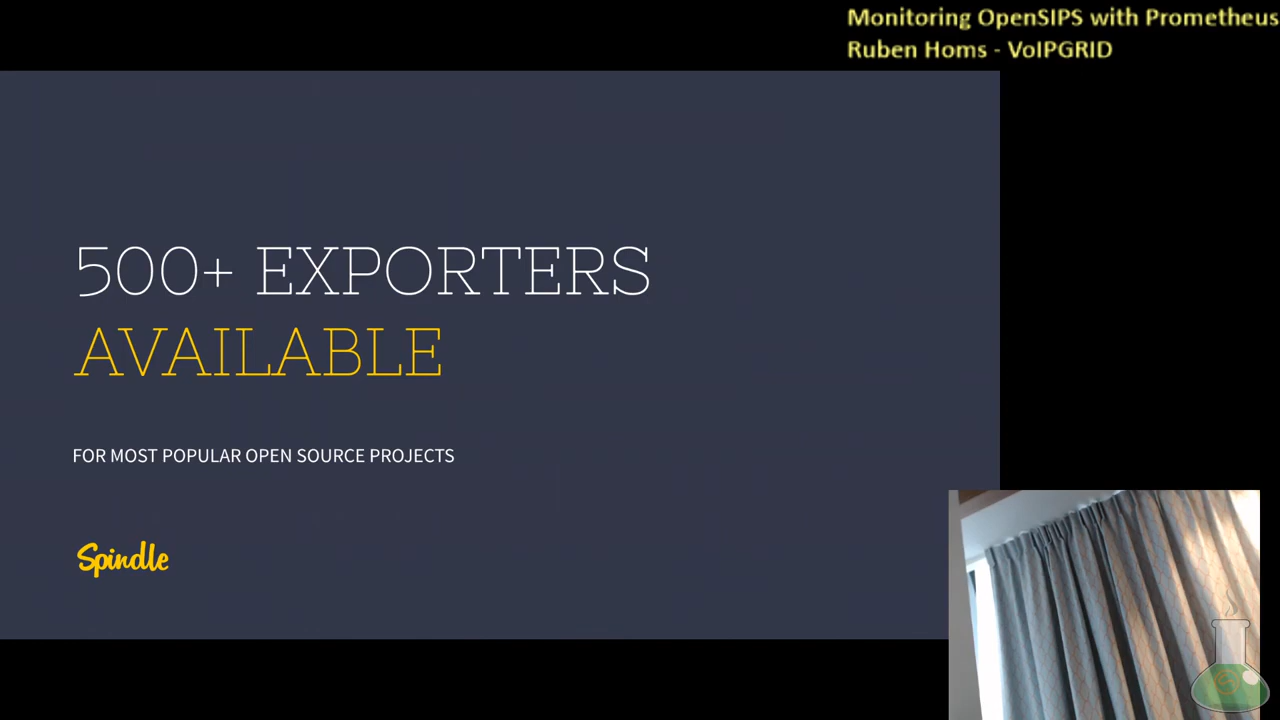 Monitoring OpenSIPS with Prometheus
Ruben Homs - VoIPGRID
500+ EXPORTERS
AVAILABLE
FOR MOST POPULAR OPEN SOURCE PROJECTS
Spindle